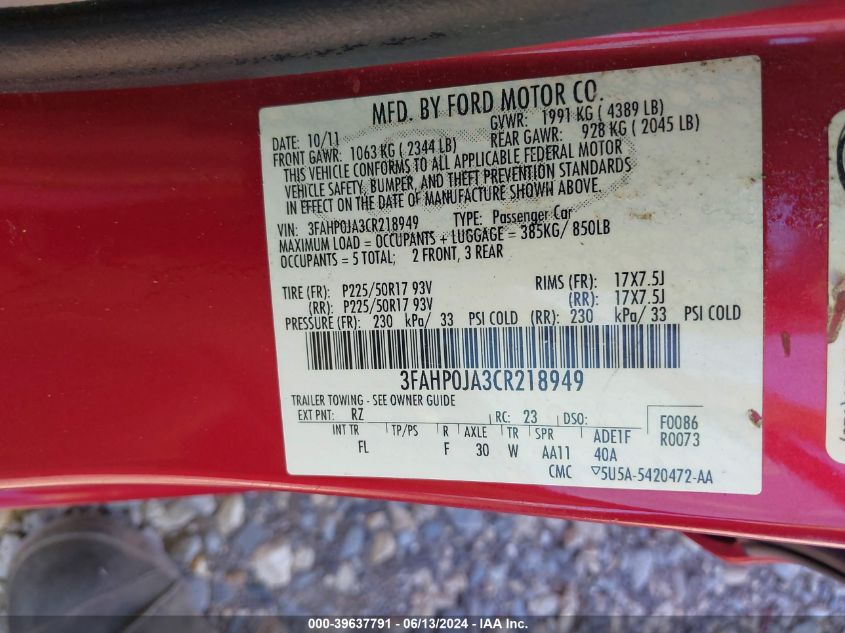 MFD. BY FORD MOTOR CO.
DATE: 10/11 GVWR: 1991 KG ( 4389 LB)
FRONT GAWR: 1063 KG ( 2344 LB) REAR GAWR: 928 KG ( 2045 LB)
THIS VEHICLE CONFORMS TO ALL APPLICABLE FEDERAL MOTOR
VEHICLE SAFETY, BUMPER, AND THEFT PREVENTION STANDARDS
IN EFFECT ON THE DATE OF MANUFACTURE SHOWN ABOVE.
VIN: 3FAHP0JA3CR218949 TYPE: Passenger Car
MAXIMUM LOAD = OCCUPANTS + LUGGAGE = 385KG/ 850LB
OCCUPANTS = 5 TOTAL; 2 FRONT, 3 REAR
TIRE (FR): P225/50R17 93V RIMS (FR): 17X7.5J
(RR): P225/50R17 93V (RR): 17X7.5J
PRESSURE (FR): 230 kPa/ 33 PSI COLD (RR): 230 kPa/ 33 PSI COLD
3FAHP0JA3CR218949
TRAILER TOWING - SEE OWNER GUIDE
EXT PNT: RZ RC: 23 DSO: F0086
INT TR TP/PS R AXLE TR SPR ADE1F R0073
FL F 30 W AA11 40A
CMC ▽5U5A-5420472-AA
000-39637791 - 06/13/2024 - IAAI - US - IAA Inc.